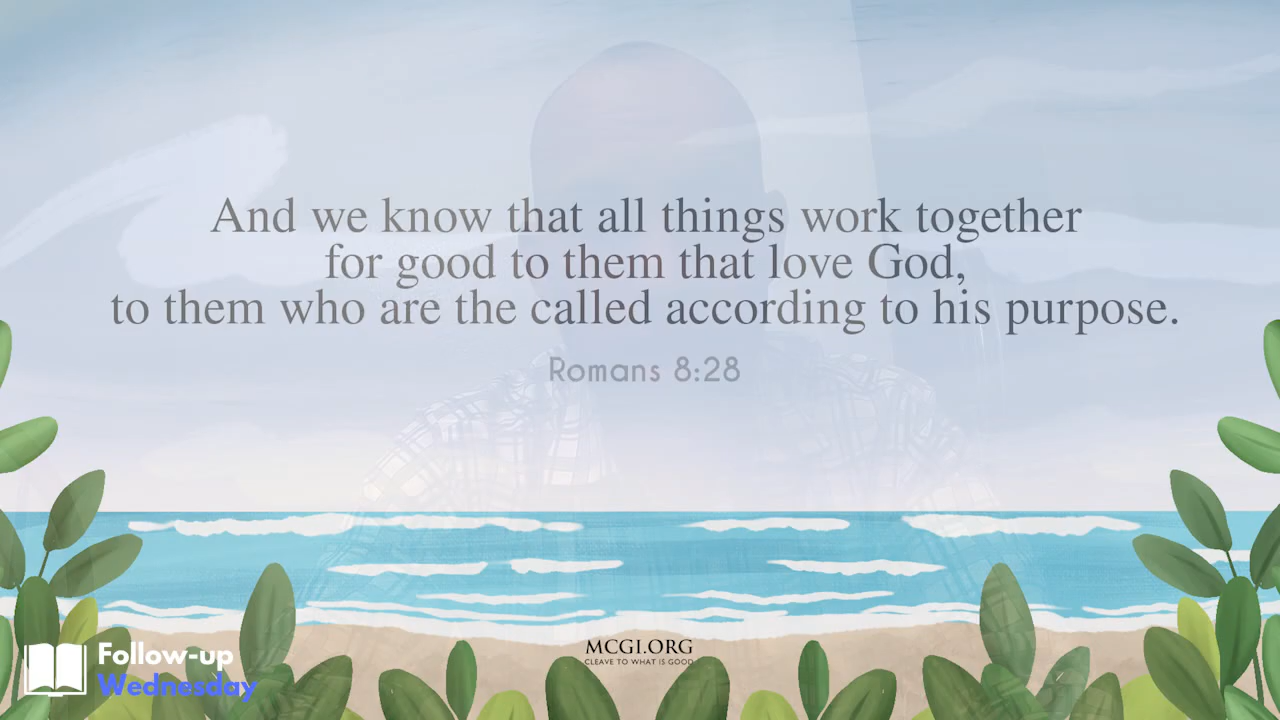 And we know that all things work together
for good to them that love God,
to them who are the called according to his purpose.
Romans 8:28
MCGI.ORG
CLEAVE TO WHAT IS GOOD
Follow-up
Wednesday